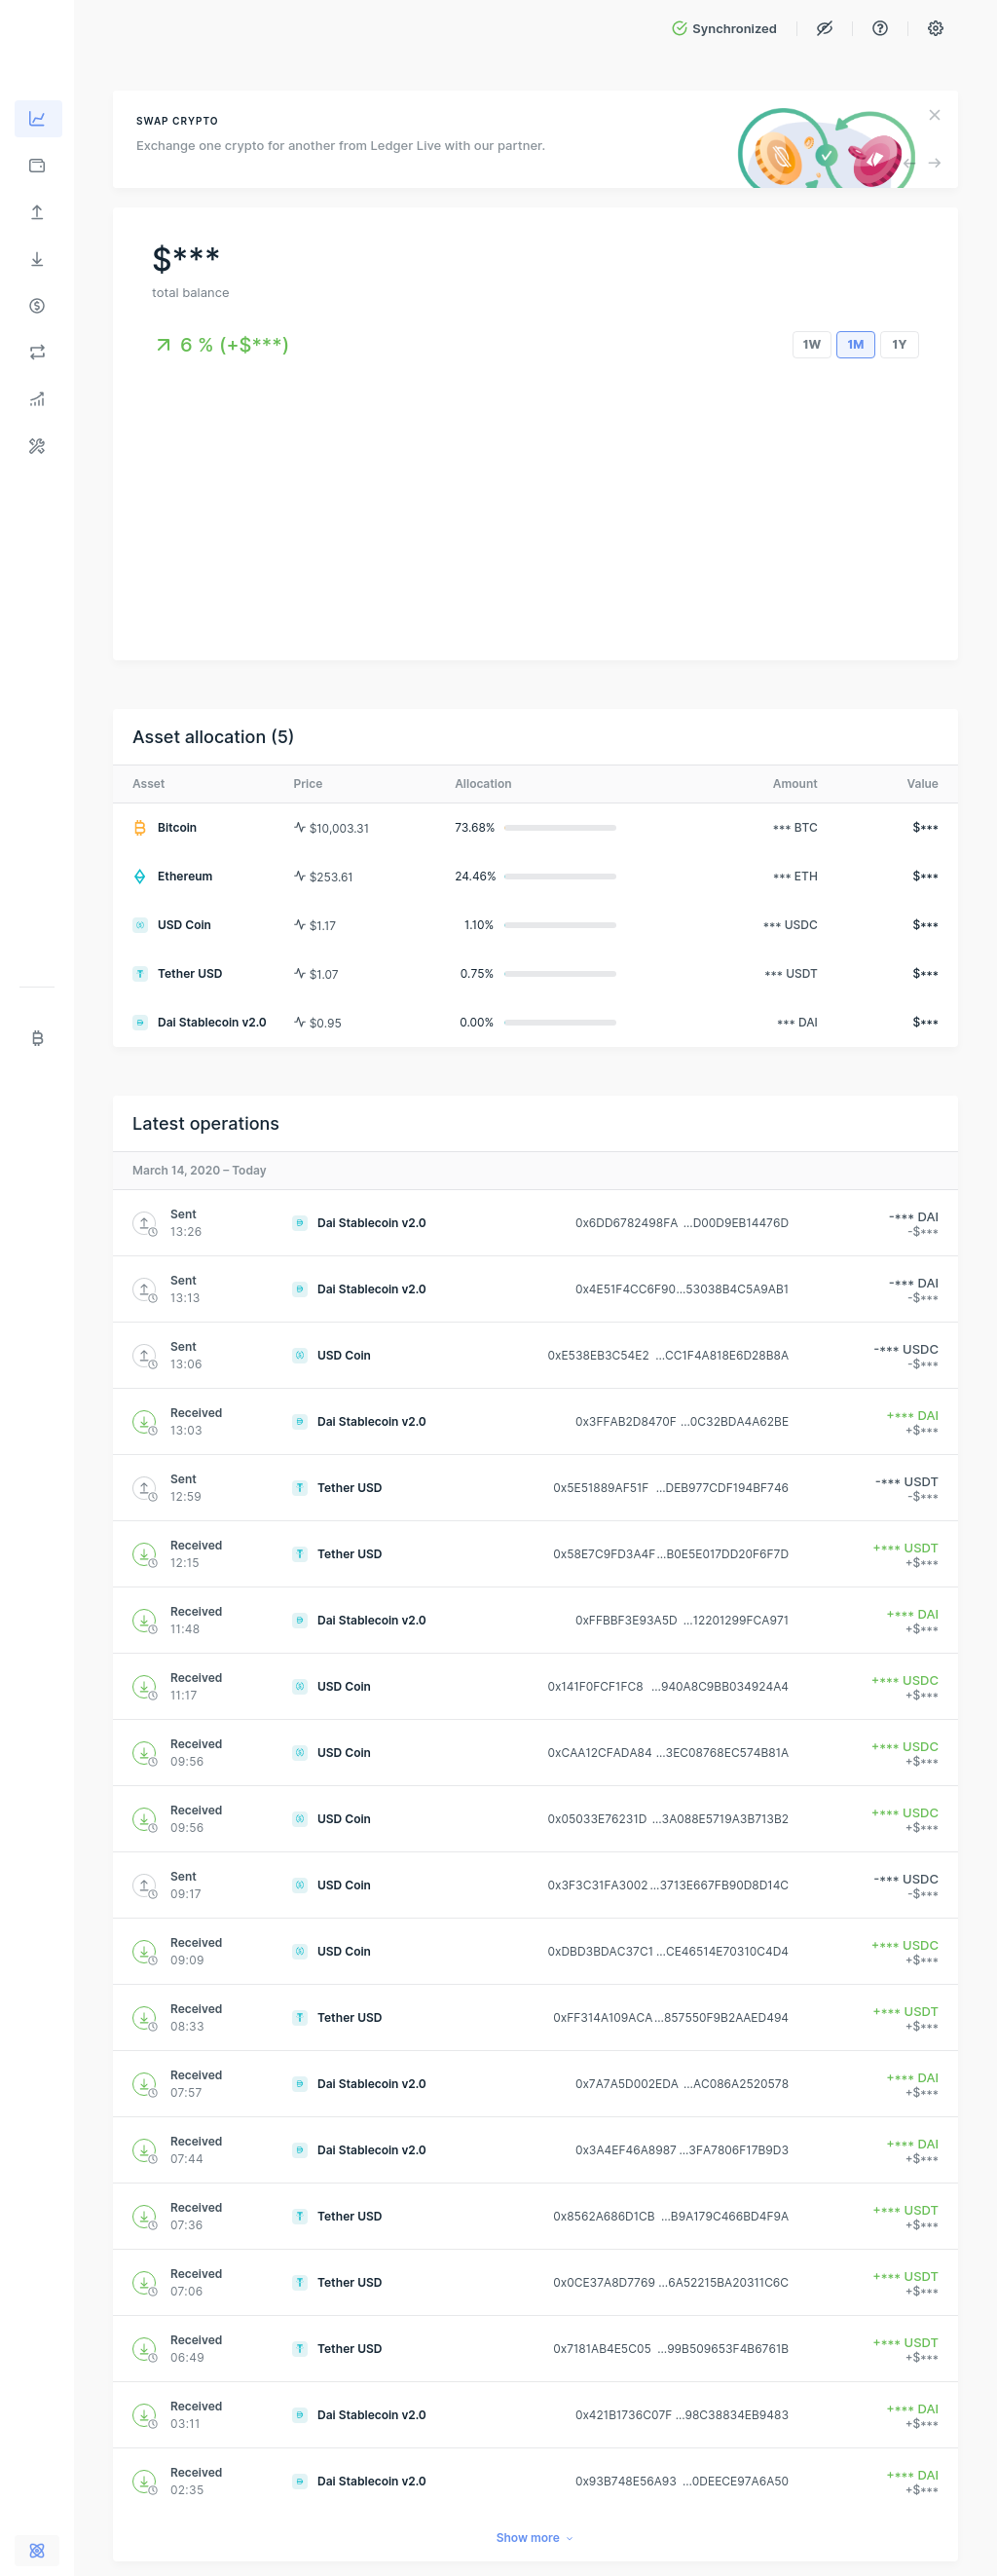 Synchronized
SWAP CRYPTO
Exchange one crypto for another from Ledger Live with our partner.
$***
total balance
6 % (+$***)
1W 1M 1Y
Asset allocation (5)
Asset Price Allocation Amount Value
Bitcoin $10,003.31 73.68% *** BTC $***
Ethereum $253.61 24.46% *** ETH $***
USD Coin $1.17 1.10% *** USDC $***
Tether USD $1.07 0.75% *** USDT $***
Dai Stablecoin v2.0 $0.95 0.00% *** DAI $***
Latest operations
March 14, 2020 – Today
Sent
13:26
Dai Stablecoin v2.0
0x6DD6782498FA ...D00D9EB14476D
-*** DAI
-$***
Sent
13:13
Dai Stablecoin v2.0
0x4E51F4CC6F90...53038B4C5A9AB1
-*** DAI
-$***
Sent
13:06
USD Coin
0xE538EB3C54E2 ...CC1F4A818E6D28B8A
-*** USDC
-$***
Received
13:03
Dai Stablecoin v2.0
0x3FFAB2D8470F ...0C32BDA4A62BE
+*** DAI
+$***
Sent
12:59
Tether USD
0x5E51889AF51F ...DEB977CDF194BF746
-*** USDT
-$***
Received
12:15
Tether USD
0x58E7C9FD3A4F...B0E5E017DD20F6F7D
+*** USDT
+$***
Received
11:48
Dai Stablecoin v2.0
0xFFBBF3E93A5D ...12201299FCA971
+*** DAI
+$***
Received
11:17
USD Coin
0x141F0FCF1FC8 ...940A8C9BB034924A4
+*** USDC
+$***
Received
09:56
USD Coin
0xCAA12CFADA84 ...3EC08768EC574B81A
+*** USDC
+$***
Received
09:56
USD Coin
0x05033E76231D ...3A088E5719A3B713B2
+*** USDC
+$***
Sent
09:17
USD Coin
0x3F3C31FA3002 ...3713E667FB90D8D14C
-*** USDC
-$***
Received
09:09
USD Coin
0xDBD3BDAC37C1 ...CE46514E70310C4D4
+*** USDC
+$***
Received
08:33
Tether USD
0xFF314A109ACA ...857550F9B2AAED494
+*** USDT
+$***
Received
07:57
Dai Stablecoin v2.0
0x7A7A5D002EDA ...AC086A2520578
+*** DAI
+$***
Received
07:44
Dai Stablecoin v2.0
0x3A4EF46A8987 ...3FA7806F17B9D3
+*** DAI
+$***
Received
07:36
Tether USD
0x8562A686D1CB ...B9A179C466BD4F9A
+*** USDT
+$***
Received
07:06
Tether USD
0x0CE37A8D7769 ...6A52215BA20311C6C
+*** USDT
+$***
Received
06:49
Tether USD
0x7181AB4E5C05 ...99B509653F4B6761B
+*** USDT
+$***
Received
03:11
Dai Stablecoin v2.0
0x421B1736C07F ...98C38834EB9483
+*** DAI
+$***
Received
02:35
Dai Stablecoin v2.0
0x93B748E56A93 ...0DEECE97A6A50
+*** DAI
+$***
Show more